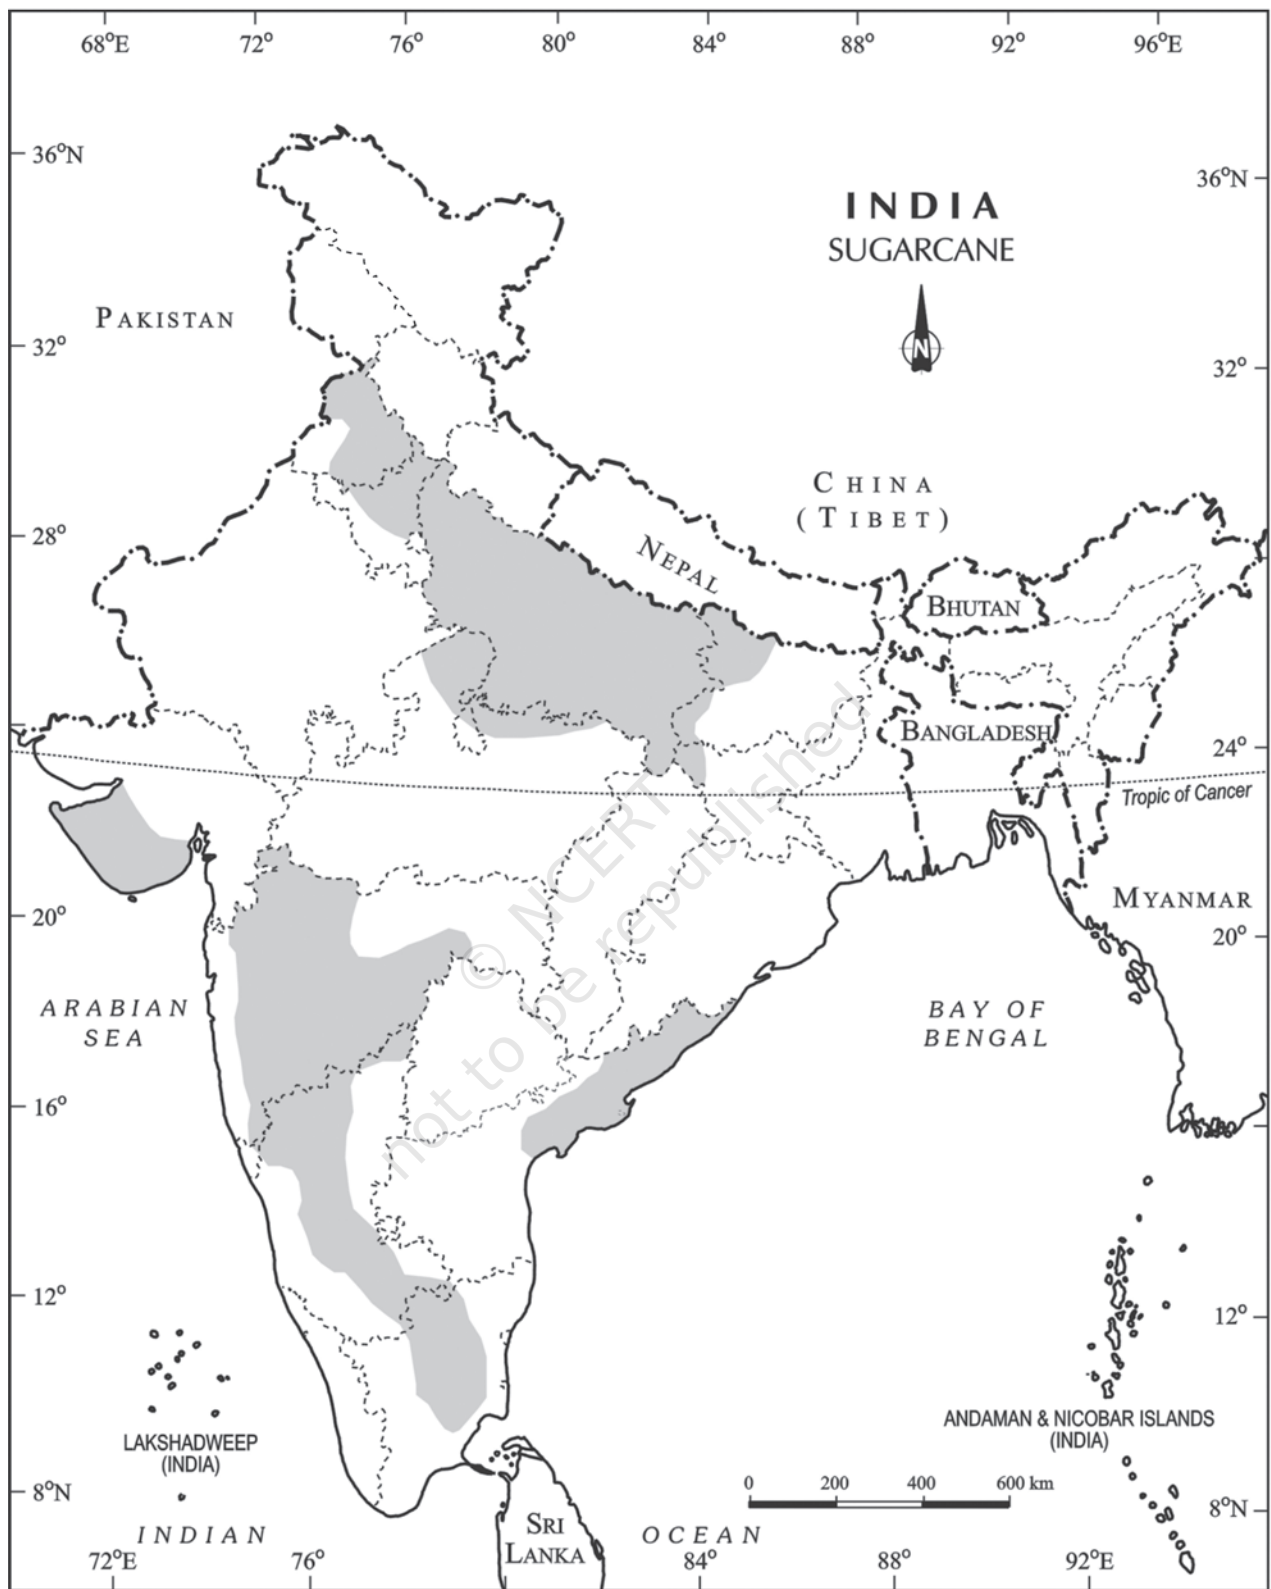 68°E 72° 76° 80° 84° 88° 92° 96°E
36°N
36°N
INDIA
SUGARCANE
N
PAKISTAN
32°
32°
CHINA
(TIBET)
28°
NEPAL
BHUTAN
BANGLADESH
24°
Tropic of Cancer
© NCERT
not to be republished
MYANMAR
20°
20°
ARABIAN
SEA
BAY OF
BENGAL
16°
12°
12°
LAKSHADWEEP
(INDIA)
ANDAMAN & NICOBAR ISLANDS
(INDIA)
0 200 400 600 km
8°N
8°N
SRI
LANKA
INDIAN OCEAN
72°E 76° 84° 88° 92°E